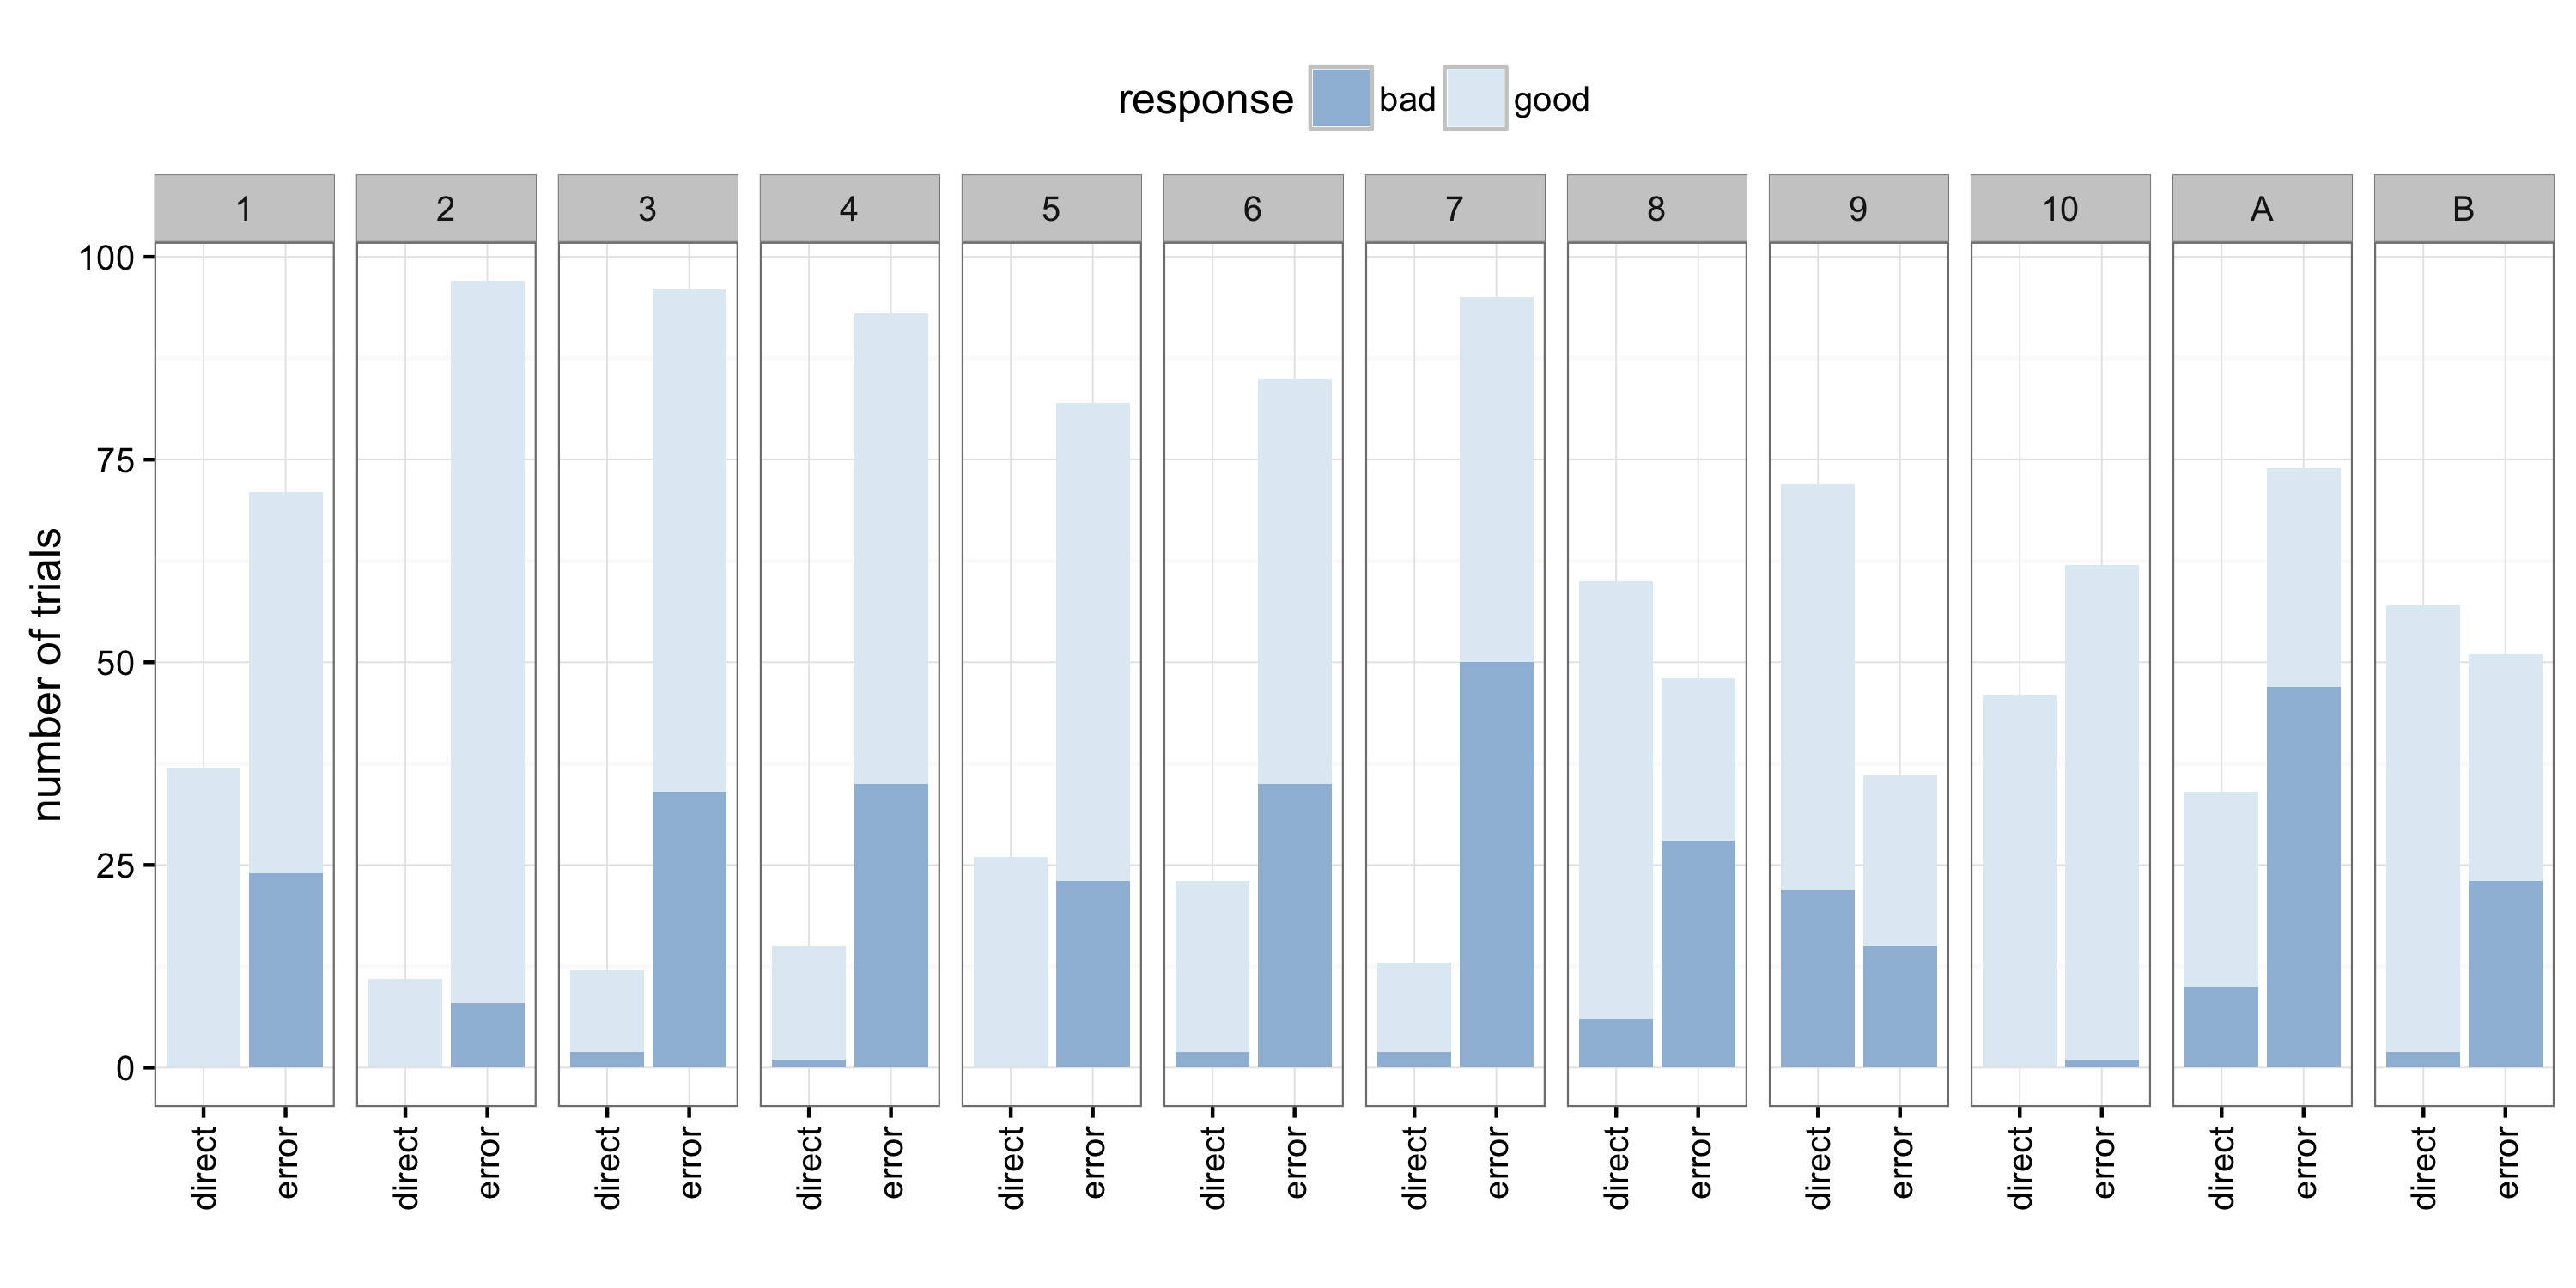 response bad good
1 2 3 4 5 6 7 8 9 10 A B
100
75
50
25
0
number of trials
direct error direct error direct error direct error direct error direct error direct error direct error direct error direct error direct error direct error